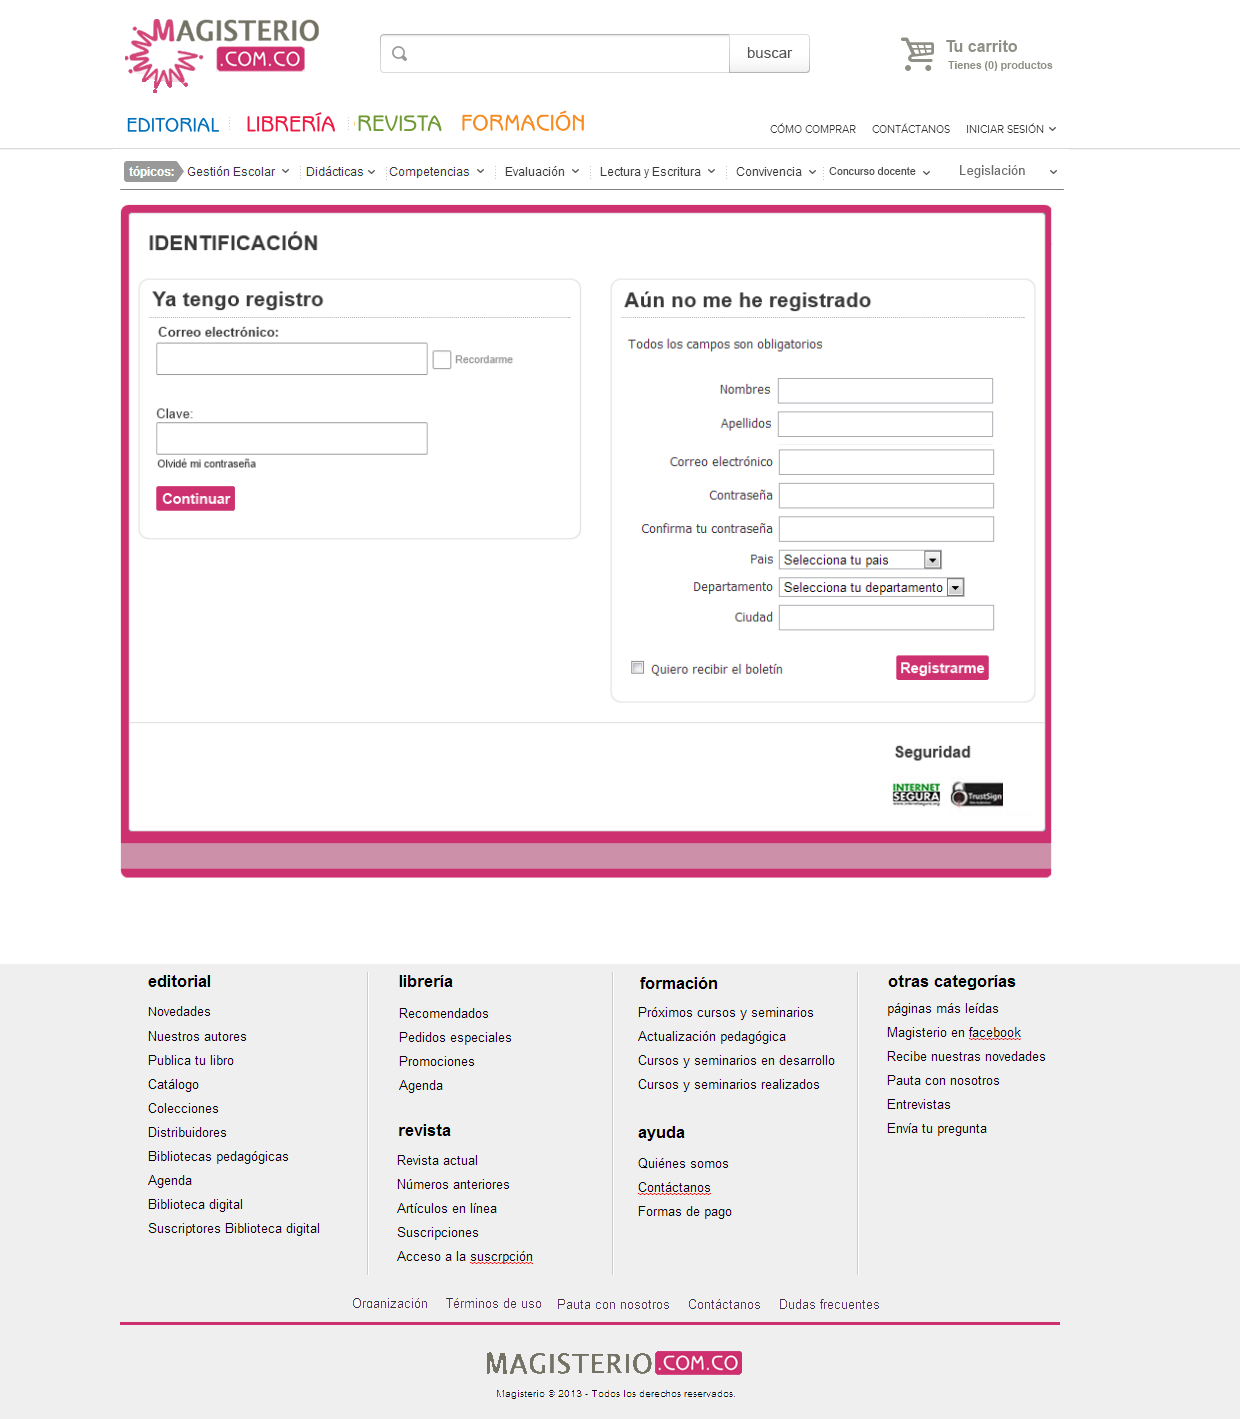 MAGISTERIO
.COM.CO
buscar
Tu carrito
Tienes (0) productos
EDITORIAL LIBRERÍA REVISTA FORMACIÓN
CÓMO COMPRAR CONTÁCTANOS INICIAR SESIÓN
tópicos: Gestión Escolar Didácticas Competencias Evaluación Lectura y Escritura Convivencia Concurso docente Legislación
IDENTIFICACIÓN
Ya tengo registro
Correo electrónico:
Recordarme
Clave:
Olvidé mi contraseña
Continuar
Aún no me he registrado
Todos los campos son obligatorios
Nombres
Apellidos
Correo electrónico
Contraseña
Confirma tu contraseña
Pais Selecciona tu pais
Departamento Selecciona tu departamento
Ciudad
Quiero recibir el boletín
Registrarme
Seguridad
INTERNET
SEGURA
TrustSign
editorial
Novedades
Nuestros autores
Publica tu libro
Catálogo
Colecciones
Distribuidores
Bibliotecas pedagógicas
Agenda
Biblioteca digital
Suscriptores Biblioteca digital
librería
Recomendados
Pedidos especiales
Promociones
Agenda
revista
Revista actual
Números anteriores
Artículos en línea
Suscripciones
Acceso a la suscrpción
formación
Próximos cursos y seminarios
Actualización pedagógica
Cursos y seminarios en desarrollo
Cursos y seminarios realizados
ayuda
Quiénes somos
Contáctanos
Formas de pago
otras categorías
páginas más leídas
Magisterio en facebook
Recibe nuestras novedades
Pauta con nosotros
Entrevistas
Envía tu pregunta
Organización Términos de uso Pauta con nosotros Contáctanos Dudas frecuentes
MAGISTERIO.COM.CO
Magisterio © 2013 - Todos los derechos reservados.